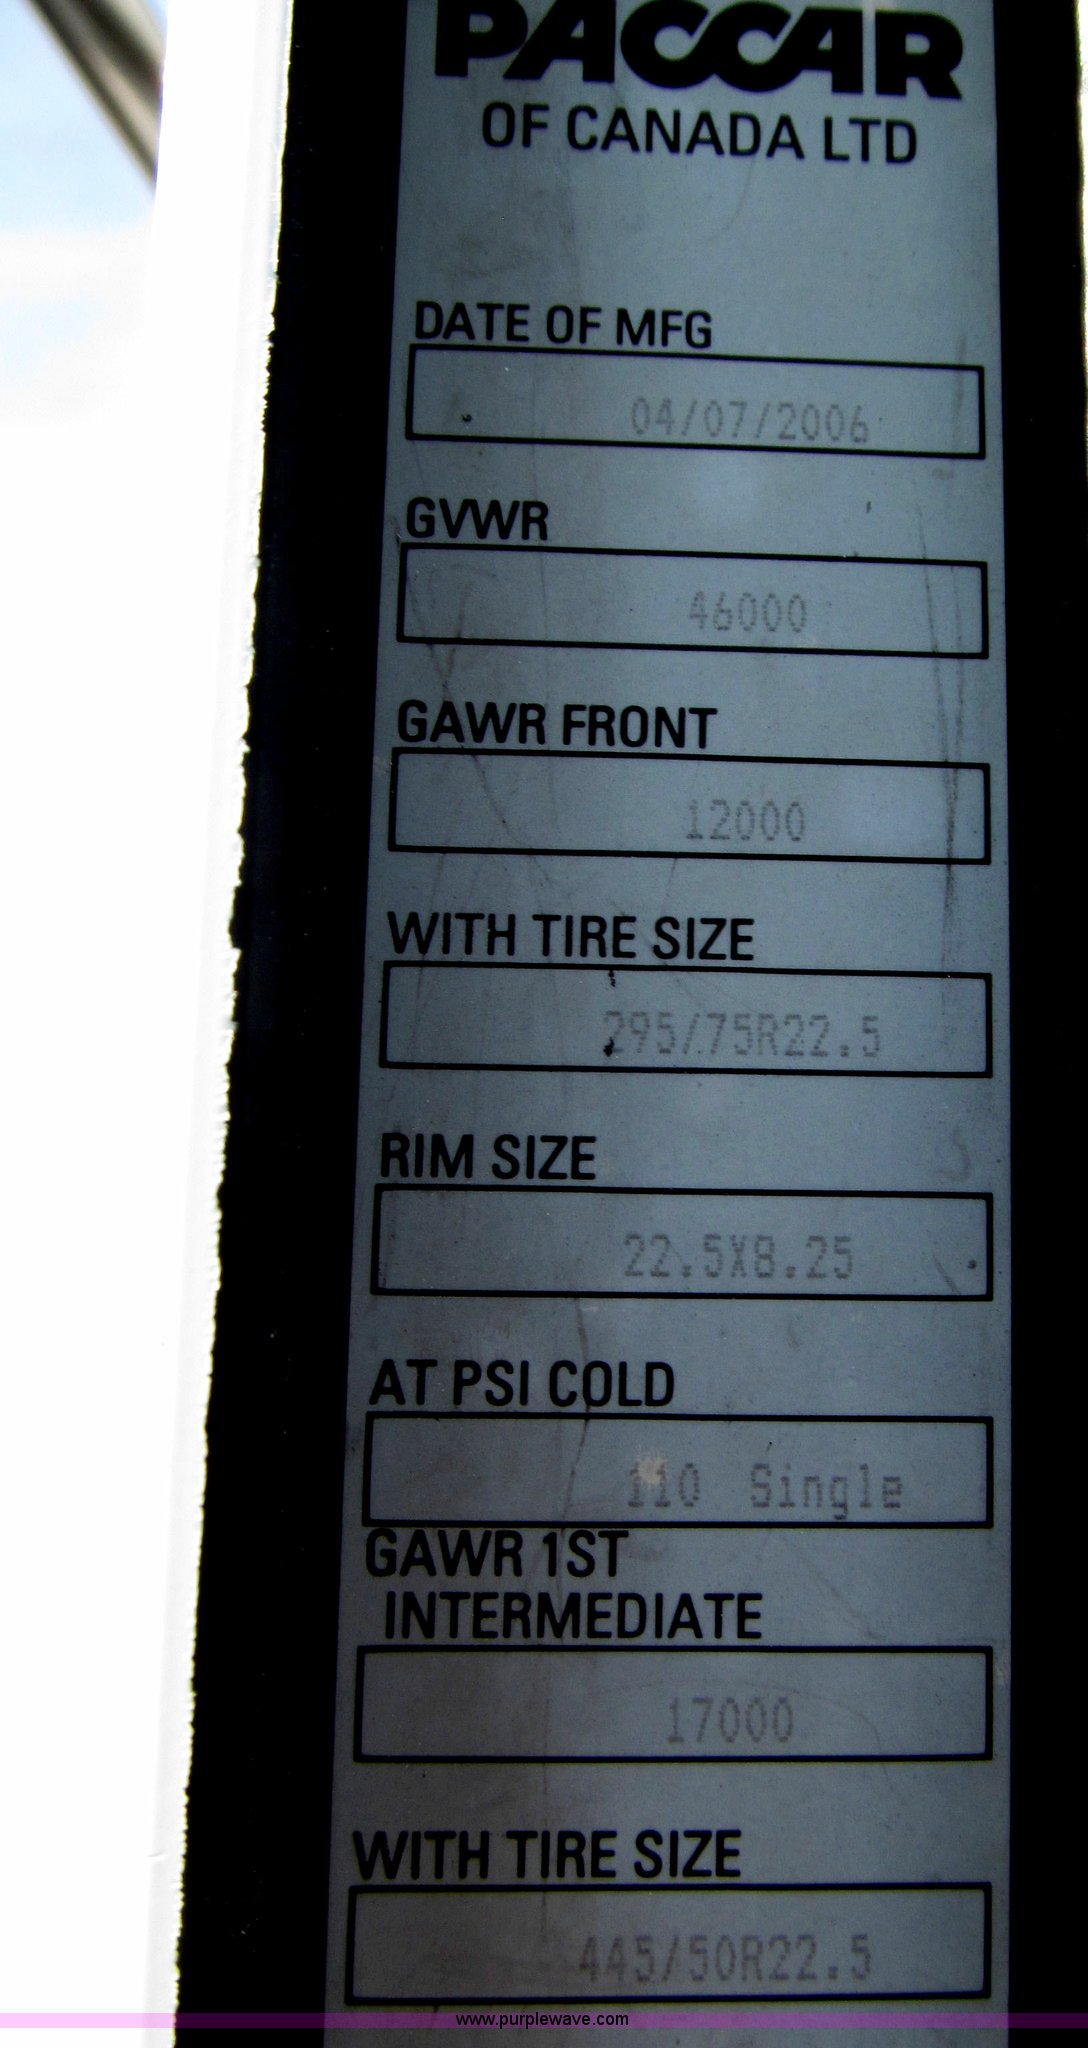 PACCAR
OF CANADA LTD
DATE OF MFG
04/07/2006
GVWR
46000
GAWR FRONT
12000
WITH TIRE SIZE
295/75R22.5
RIM SIZE
22.5X8.25
AT PSI COLD
110 Single
GAWR 1ST
INTERMEDIATE
17000
WITH TIRE SIZE
445/50R22.5
www.purplewave.com